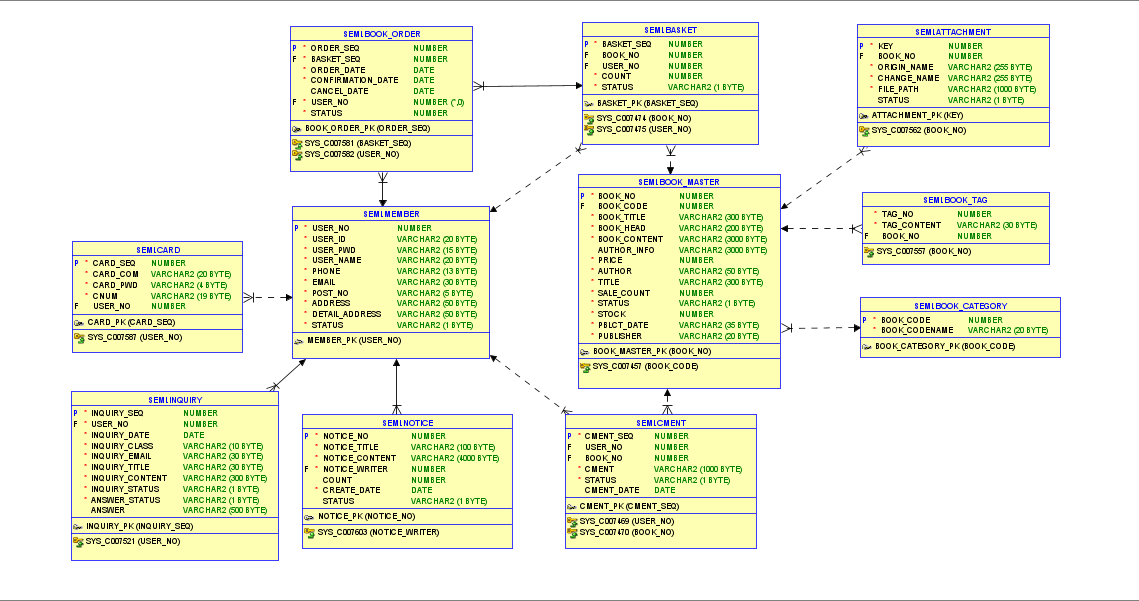 SEMI.BOOK_ORDER
P * ORDER_SEQ NUMBER
F * BASKET_SEQ NUMBER
* ORDER_DATE DATE
* CONFIRMATION_DATE DATE
CANCEL_DATE DATE
F * USER_NO NUMBER (*,0)
* STATUS NUMBER
BOOK_ORDER_PK (ORDER_SEQ)
SYS_C007581 (BASKET_SEQ)
SYS_C007582 (USER_NO)
SEMI.BASKET
P * BASKET_SEQ NUMBER
F * BOOK_NO NUMBER
F * USER_NO NUMBER
* COUNT NUMBER
* STATUS VARCHAR2 (1 BYTE)
BASKET_PK (BASKET_SEQ)
SYS_C007474 (BOOK_NO)
SYS_C007475 (USER_NO)
SEMI.ATTACHMENT
P * KEY NUMBER
F BOOK_NO NUMBER
* ORIGIN_NAME VARCHAR2 (255 BYTE)
* CHANGE_NAME VARCHAR2 (255 BYTE)
* FILE_PATH VARCHAR2 (1000 BYTE)
STATUS VARCHAR2 (1 BYTE)
ATTACHMENT_PK (KEY)
SYS_C007562 (BOOK_NO)
SEMI.MEMBER
P * USER_NO NUMBER
* USER_ID VARCHAR2 (20 BYTE)
* USER_PWD VARCHAR2 (15 BYTE)
* USER_NAME VARCHAR2 (20 BYTE)
* PHONE VARCHAR2 (13 BYTE)
* EMAIL VARCHAR2 (30 BYTE)
* POST_NO VARCHAR2 (5 BYTE)
* ADDRESS VARCHAR2 (50 BYTE)
* DETAIL_ADDRESS VARCHAR2 (50 BYTE)
* STATUS VARCHAR2 (1 BYTE)
MEMBER_PK (USER_NO)
SEMI.BOOK_MASTER
P * BOOK_NO NUMBER
F BOOK_CODE NUMBER
* BOOK_TITLE VARCHAR2 (300 BYTE)
* BOOK_HEAD VARCHAR2 (200 BYTE)
* BOOK_CONTENT VARCHAR2 (3000 BYTE)
AUTHOR_INFO VARCHAR2 (3000 BYTE)
* PRICE NUMBER
* AUTHOR VARCHAR2 (50 BYTE)
* TITLE VARCHAR2 (300 BYTE)
* SALE_COUNT NUMBER
* STATUS VARCHAR2 (1 BYTE)
* STOCK NUMBER
* PBLCT_DATE VARCHAR2 (35 BYTE)
* PUBLISHER VARCHAR2 (20 BYTE)
BOOK_MASTER_PK (BOOK_NO)
SYS_C007457 (BOOK_CODE)
SEMI.BOOK_TAG
* TAG_NO NUMBER
* TAG_CONTENT VARCHAR2 (30 BYTE)
F BOOK_NO NUMBER
SYS_C007557 (BOOK_NO)
SEMI.CARD
P * CARD_SEQ NUMBER
* CARD_COM VARCHAR2 (20 BYTE)
* CARD_PWD VARCHAR2 (4 BYTE)
* CNUM VARCHAR2 (19 BYTE)
F USER_NO NUMBER
CARD_PK (CARD_SEQ)
SYS_C007587 (USER_NO)
SEMI.BOOK_CATEGORY
P * BOOK_CODE NUMBER
* BOOK_CODENAME VARCHAR2 (20 BYTE)
BOOK_CATEGORY_PK (BOOK_CODE)
SEMI.INQUIRY
P * INQUIRY_SEQ NUMBER
F * USER_NO NUMBER
* INQUIRY_DATE DATE
* INQUIRY_CLASS VARCHAR2 (10 BYTE)
* INQUIRY_EMAIL VARCHAR2 (30 BYTE)
* INQUIRY_TITLE VARCHAR2 (30 BYTE)
* INQUIRY_CONTENT VARCHAR2 (300 BYTE)
* INQUIRY_STATUS VARCHAR2 (1 BYTE)
* ANSWER_STATUS VARCHAR2 (1 BYTE)
ANSWER VARCHAR2 (500 BYTE)
INQUIRY_PK (INQUIRY_SEQ)
SYS_C007521 (USER_NO)
SEMI.NOTICE
P * NOTICE_NO NUMBER
* NOTICE_TITLE VARCHAR2 (100 BYTE)
* NOTICE_CONTENT VARCHAR2 (4000 BYTE)
F * NOTICE_WRITER NUMBER
COUNT NUMBER
* CREATE_DATE DATE
STATUS VARCHAR2 (1 BYTE)
NOTICE_PK (NOTICE_NO)
SYS_C007603 (NOTICE_WRITER)
SEMI.CMENT
P * CMENT_SEQ NUMBER
F USER_NO NUMBER
F BOOK_NO NUMBER
* CMENT VARCHAR2 (1000 BYTE)
* STATUS VARCHAR2 (1 BYTE)
CMENT_DATE DATE
CMENT_PK (CMENT_SEQ)
SYS_C007469 (USER_NO)
SYS_C007470 (BOOK_NO)